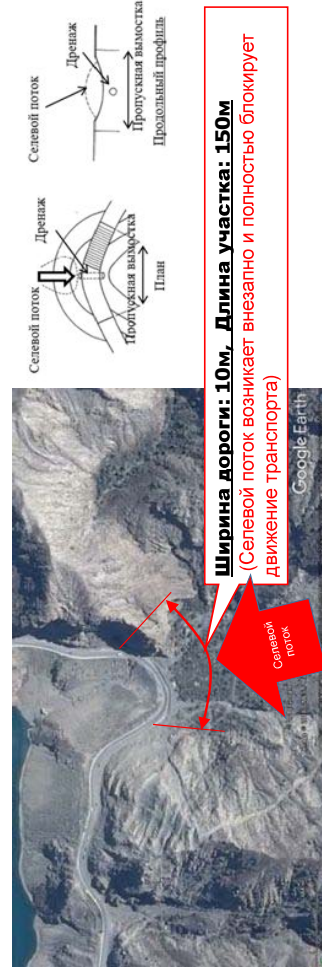 Селевой поток
Дренаж
Пропускная вымостка
План
Селевой поток
Дренаж
Пропускная вымостка
Продольный профиль
Ширина дороги: 10м, Длина участка: 150м
(Селевой поток возникает внезапно и полностью блокирует
движение транспорта)
Селевой
поток
Google Earth